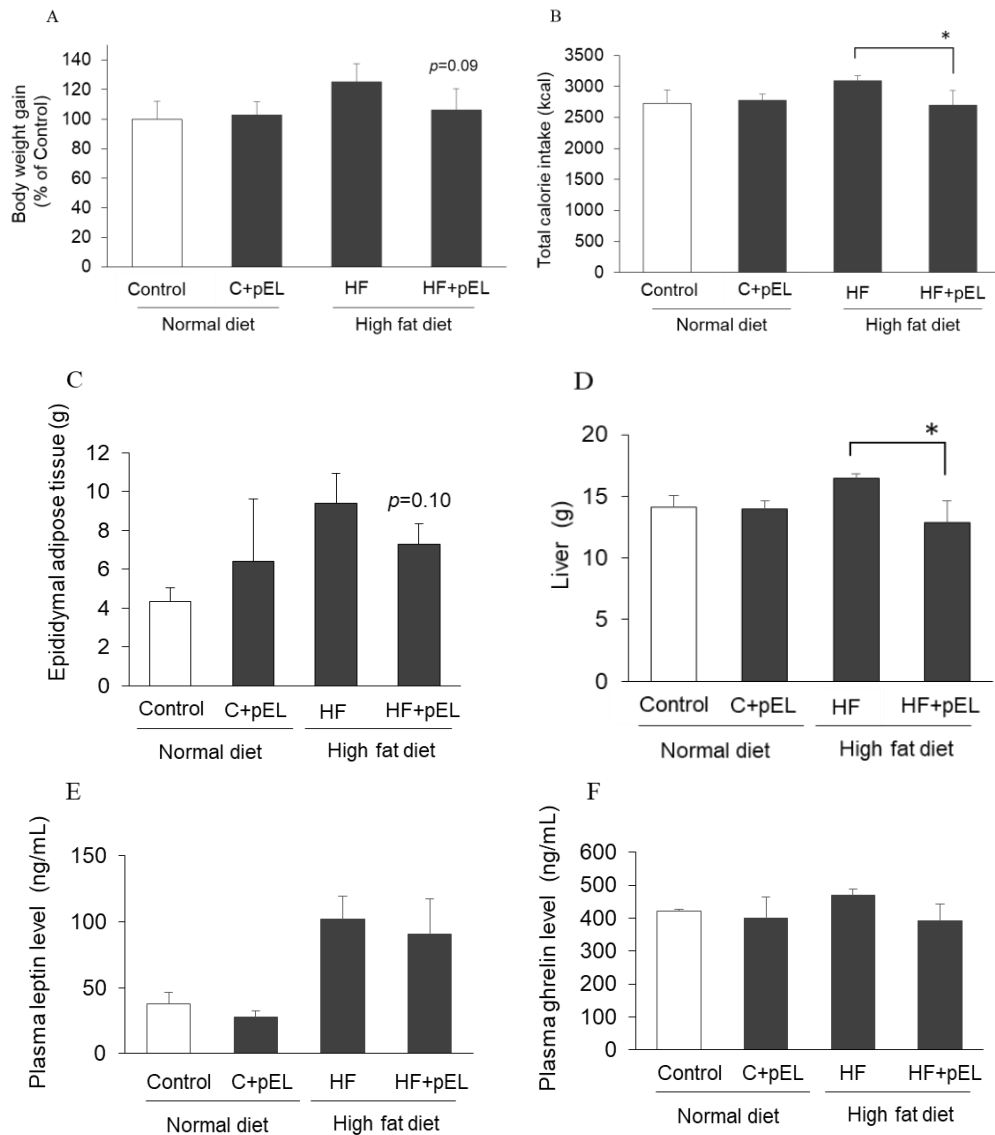 A
Body weight gain
(% of Control)
140
120
100
80
60
40
20
0
p=0.09
Control C+pEL HF HF+pEL
Normal diet High fat diet
B
Total calorie intake (kcal)
3500
3000
2500
2000
1500
1000
500
0
*
Control C+pEL HF HF+pEL
Normal diet High fat diet
C
Epididymal adipose tissue (g)
12
10
8
6
4
2
0
p=0.10
Control C+pEL HF HF+pEL
Normal diet High fat diet
D
Liver (g)
20
15
10
5
0
*
Control C+pEL HF HF+pEL
Normal diet High fat diet
E
Plasma leptin level (ng/mL)
150
100
50
0
Control C+pEL HF HF+pEL
Normal diet High fat diet
F
Plasma ghrelin level (ng/mL)
600
500
400
300
200
100
0
Control C+pEL HF HF+pEL
Normal diet High fat diet